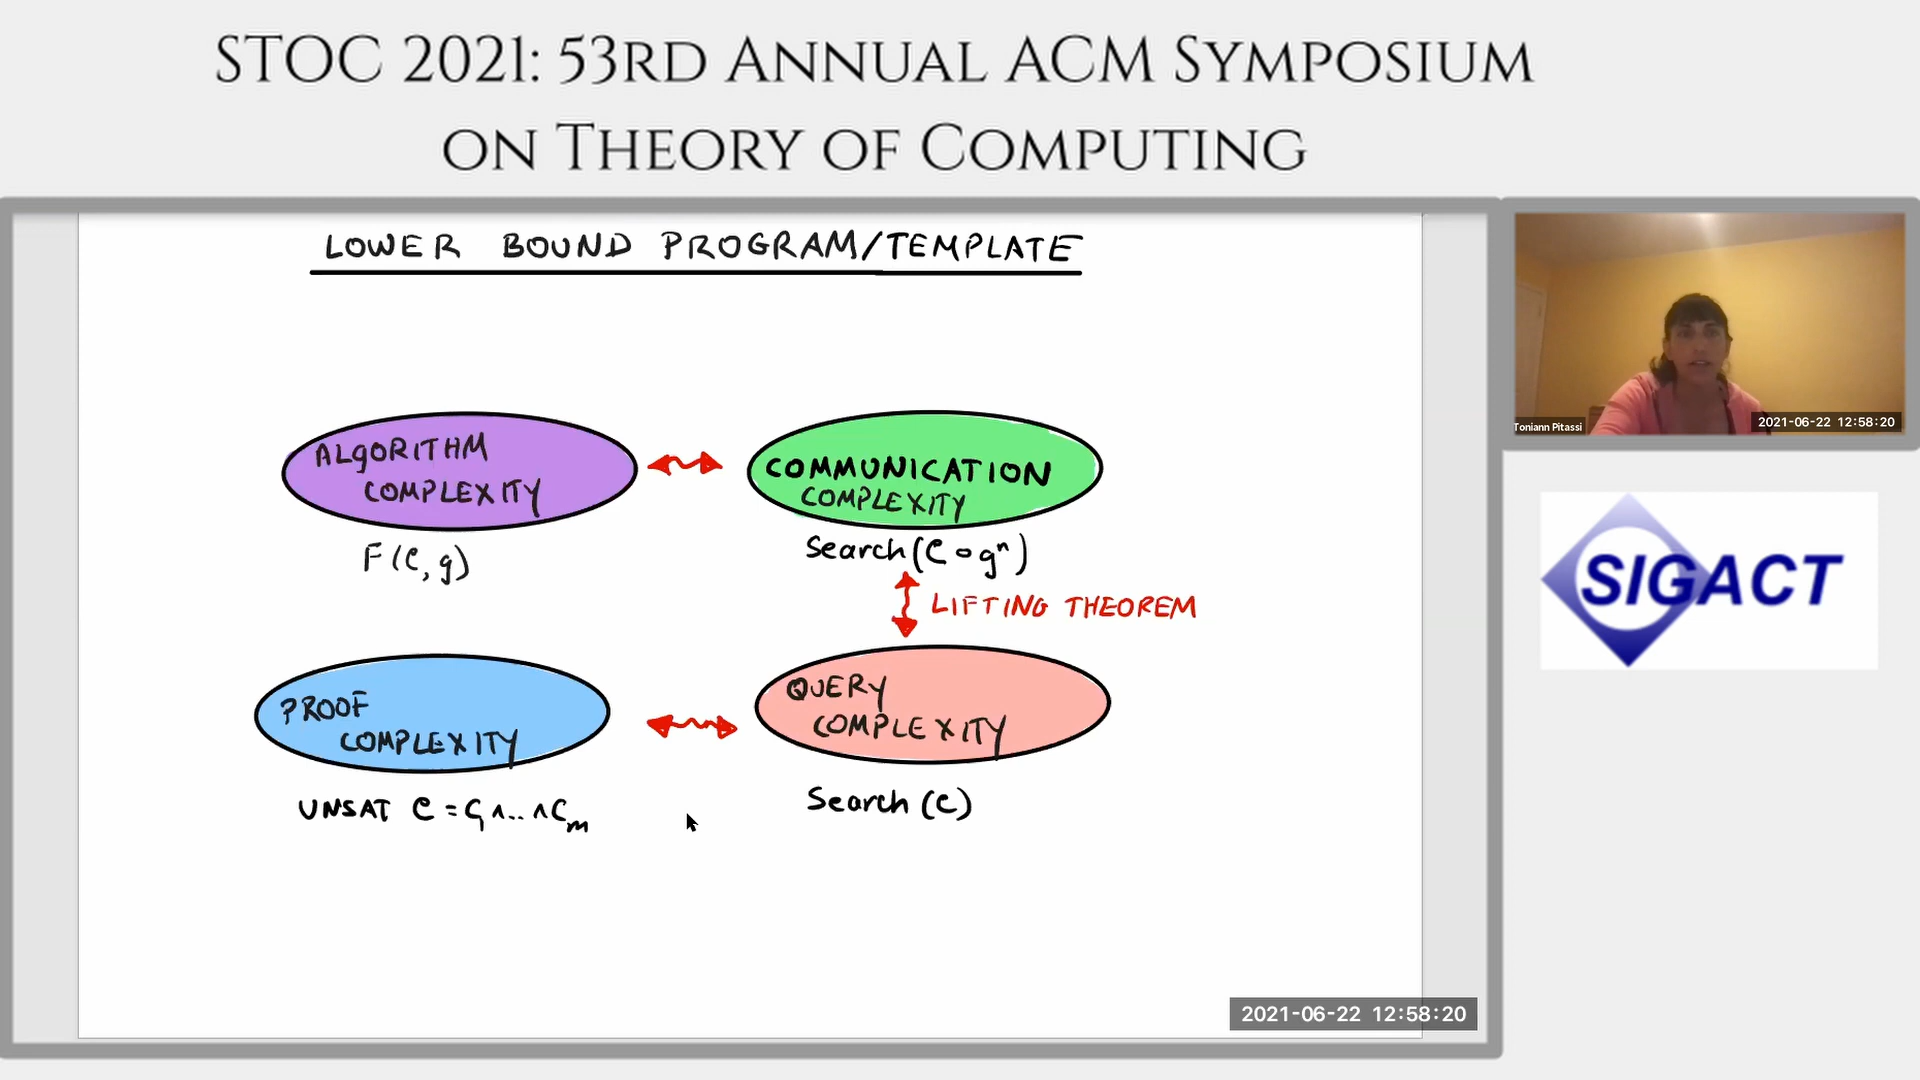 STOC 2021: 53RD ANNUAL ACM SYMPOSIUM
ON THEORY OF COMPUTING
LOWER BOUND PROGRAM/TEMPLATE
ALGORITHM
COMPLEXITY
F(C, g)
COMMUNICATION
COMPLEXITY
Search(C∘gⁿ)
LIFTING THEOREM
PROOF
COMPLEXITY
UNSAT C = C₁∧..∧Cₘ
QUERY
COMPLEXITY
Search (C)
2021-06-22 12:58:20
Toniann Pitassi
2021-06-22 12:58:20
SIGACT